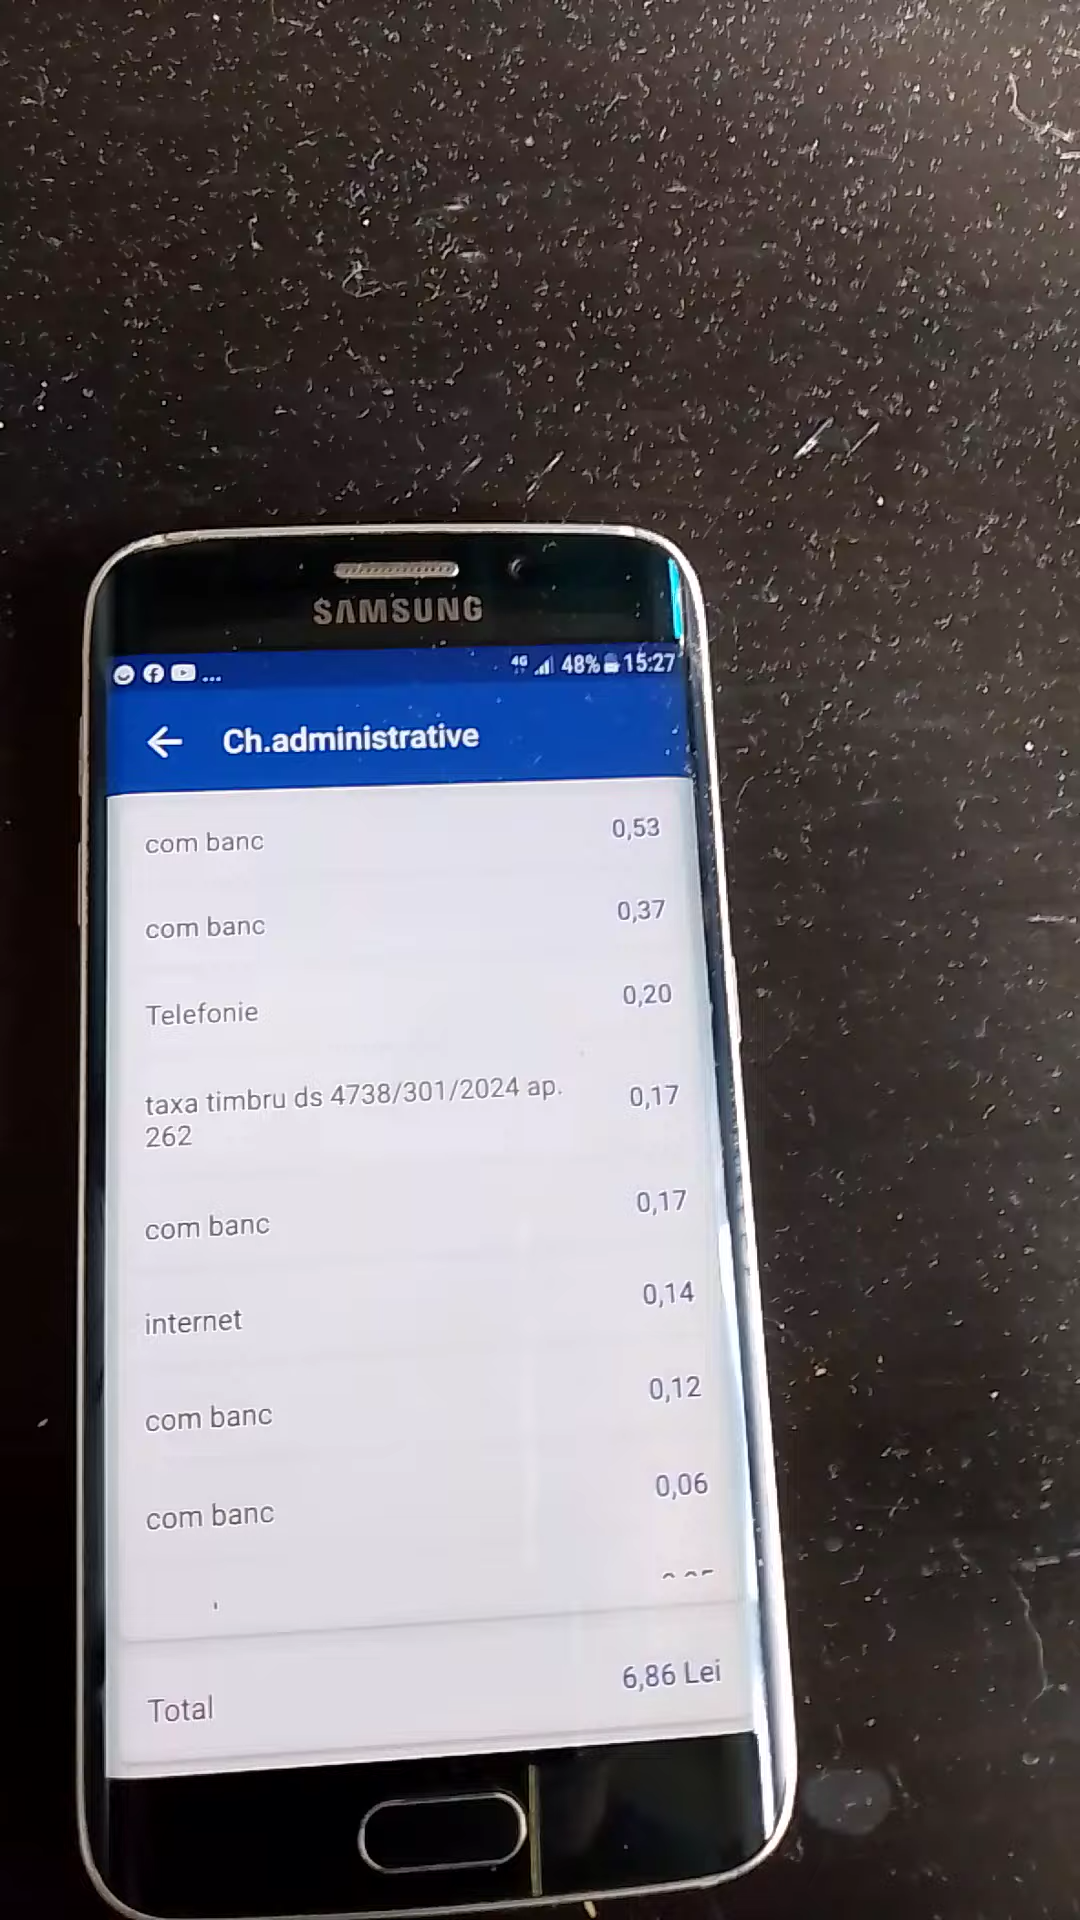 SAMSUNG
... 4G 48% 15:27
Ch.administrative
com banc 0,53
com banc 0,37
Telefonie 0,20
taxa timbru ds 4738/301/2024 ap. 0,17
262
com banc 0,17
internet 0,14
com banc 0,12
com banc 0,06
Total 6,86 Lei